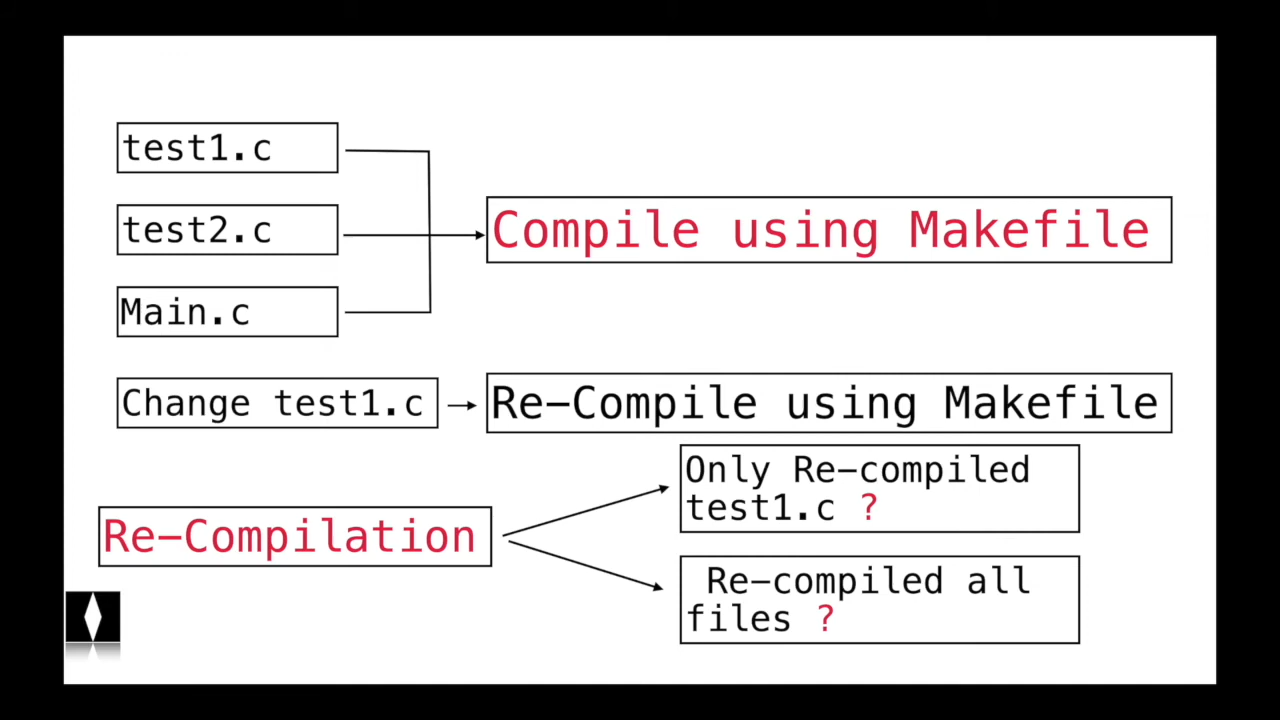 test1.c
test2.c
Main.c
Compile using Makefile
Change test1.c
Re-Compile using Makefile
Re-Compilation
Only Re-compiled
test1.c ?
Re-compiled all
files ?